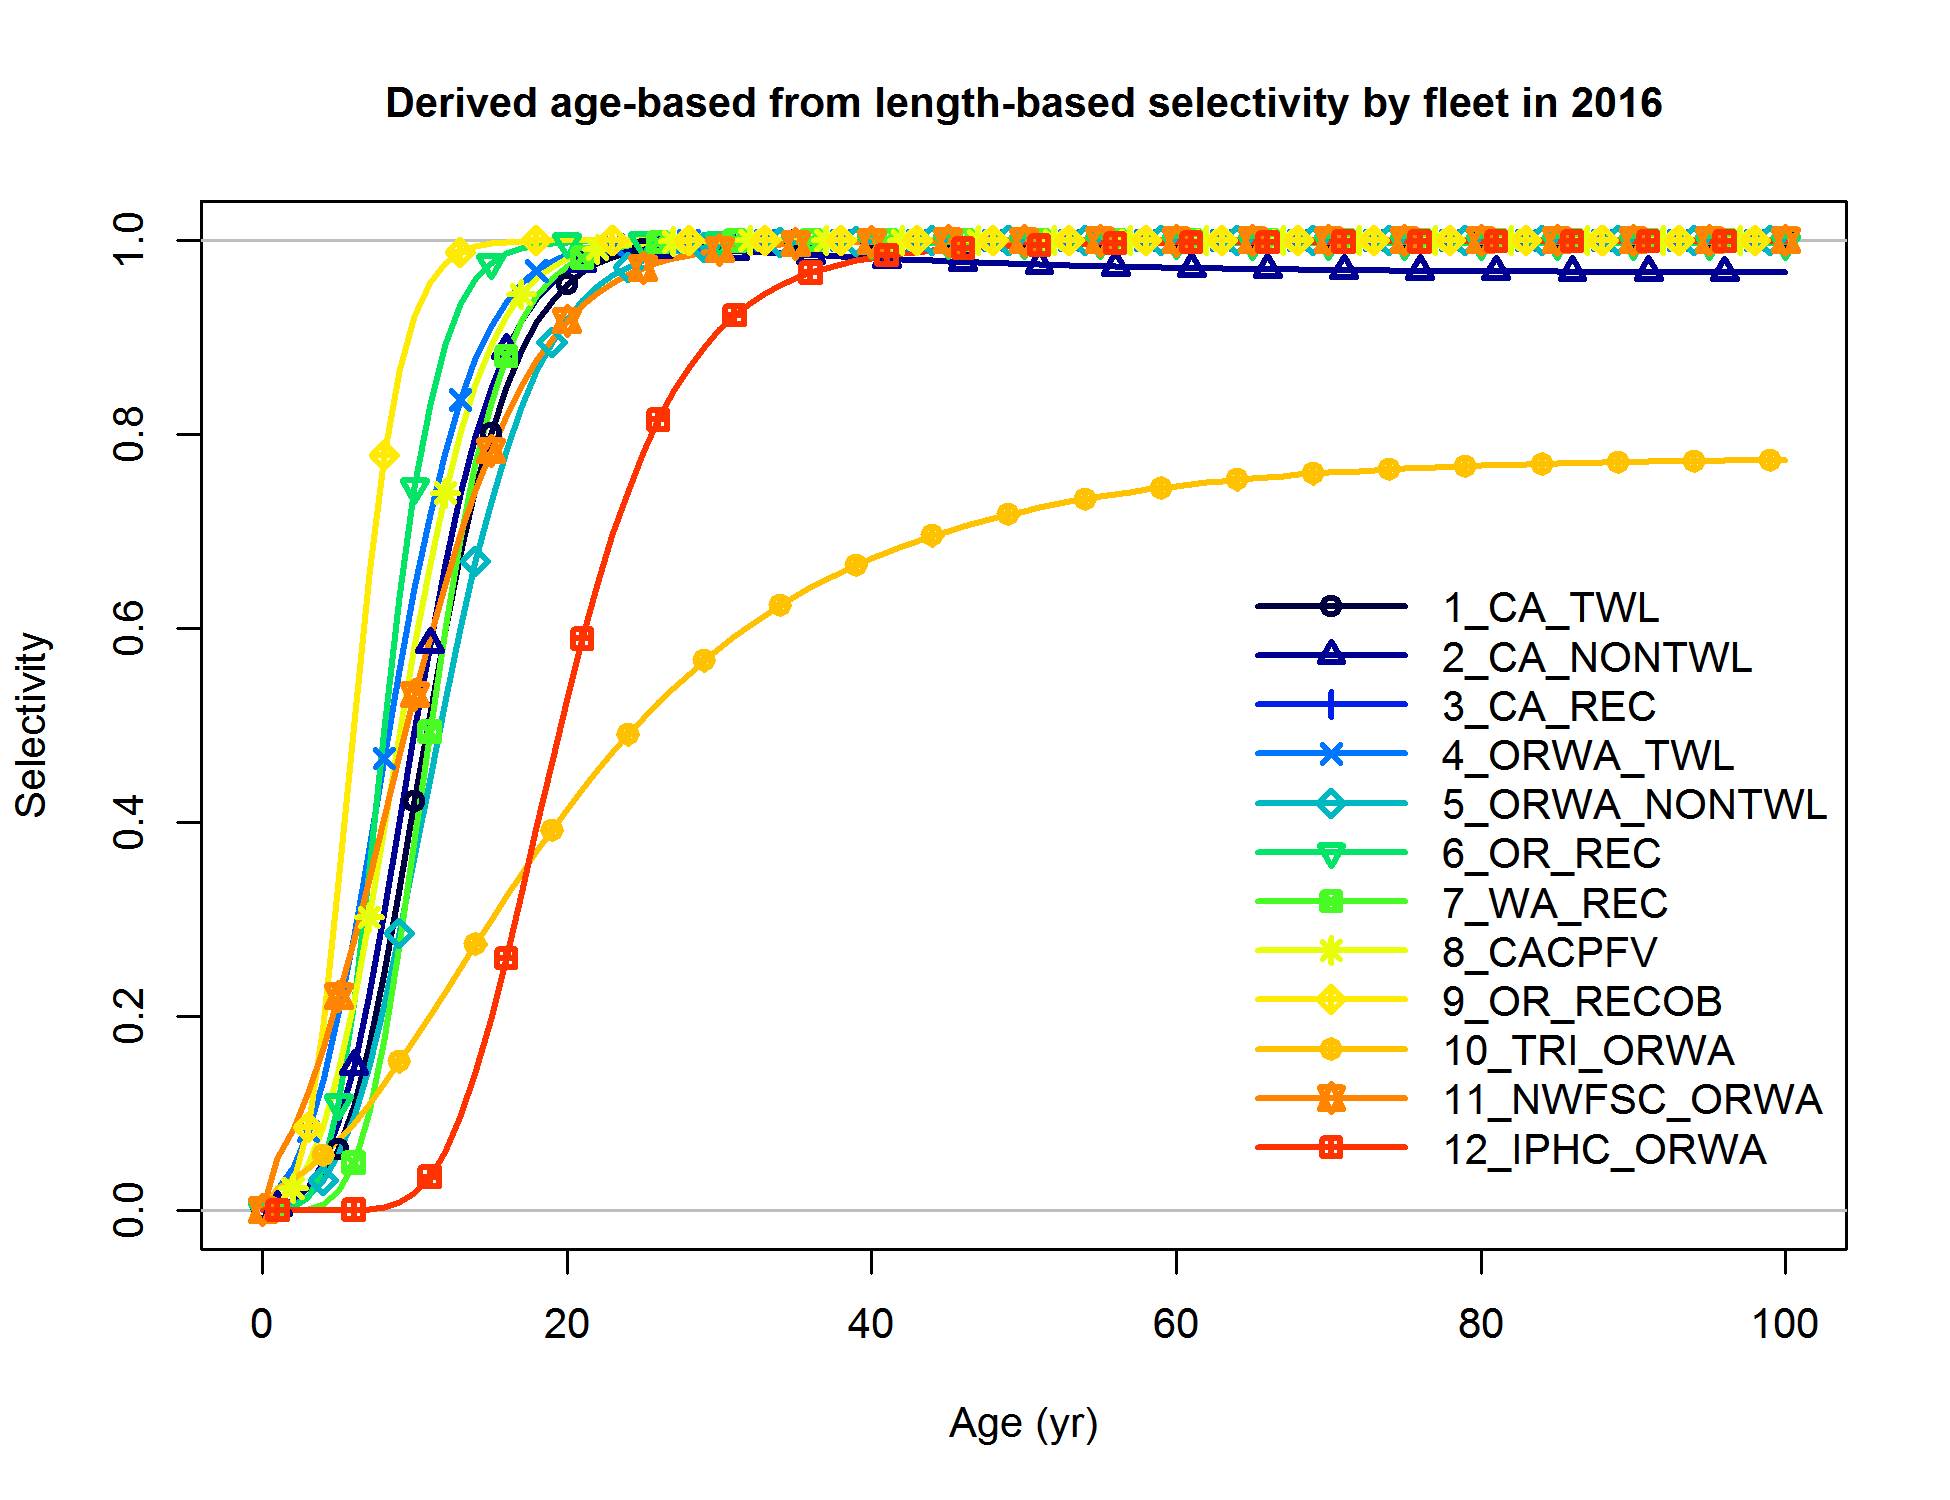 Derived age-based from length-based selectivity by fleet in 2016
1.0
0.8
0.6
0.4
0.2
0.0
Selectivity
1_CA_TWL
2_CA_NONTWL
3_CA_REC
4_ORWA_TWL
5_ORWA_NONTWL
6_OR_REC
7_WA_REC
8_CACPFV
9_OR_RECOB
10_TRI_ORWA
11_NWFSC_ORWA
12_IPHC_ORWA
0 20 40 60 80 100
Age (yr)